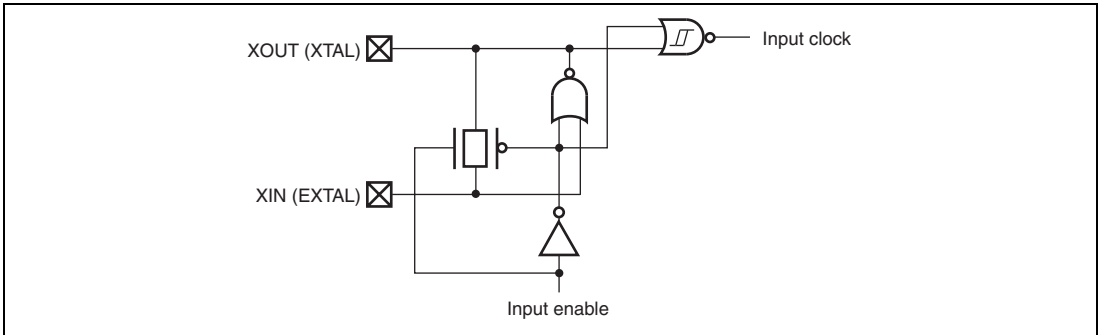 XOUT (XTAL)
Input clock
XIN (EXTAL)
Input enable